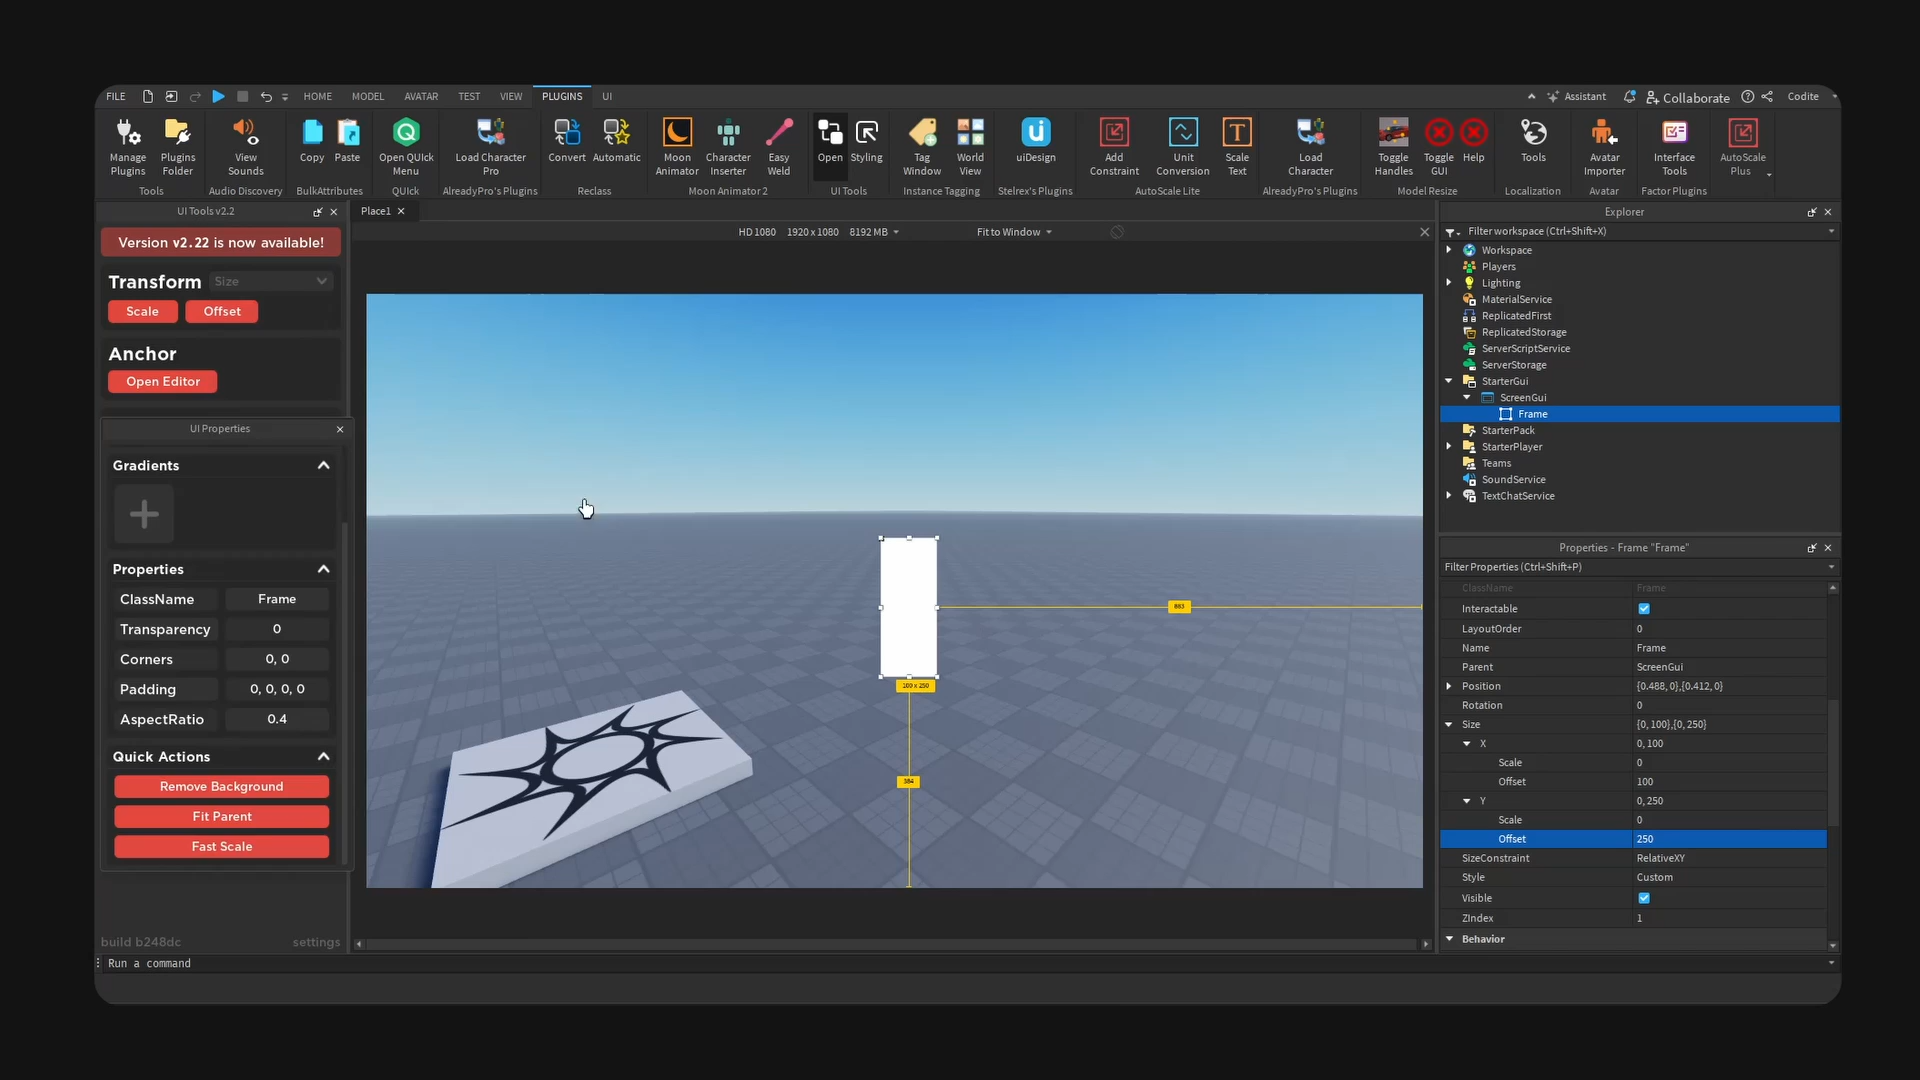 FILE HOME MODEL AVATAR TEST VIEW PLUGINS UI Assistant Collaborate Codite
Manage Plugins
Plugins Folder
View Sounds
Copy
Paste
Open QUIck Menu
Load Character Pro
Convert
Automatic
Moon Animator
Character Inserter
Easy Weld
Open
Styling
Tag Window
World View
uiDesign
Add Constraint
Unit Conversion
Scale Text
Load Character
Toggle Handles
Toggle GUI
Help
Tools
Avatar Importer
Interface Tools
AutoScale Plus
Tools Audio Discovery BulkAttributes QUIck AlreadyPro's Plugins Reclass Moon Animator 2 UI Tools Instance Tagging Stelrex's Plugins AutoScale Lite AlreadyPro's Plugins Model Resize Localization Avatar Factor Plugins
UI Tools v2.2
Version v2.22 is now available!
Transform Size
Scale Offset
Anchor
Open Editor
UI Properties
Gradients
Properties
ClassName Frame
Transparency 0
Corners 0, 0
Padding 0, 0, 0, 0
AspectRatio 0.4
Quick Actions
Remove Background
Fit Parent
Fast Scale
build b248dc settings
Run a command
Place1
HD 1080 1920 x 1080 8192 MB Fit to Window
883
100 x 250
384
Explorer
Filter workspace (Ctrl+Shift+X)
Workspace
Players
Lighting
MaterialService
ReplicatedFirst
ReplicatedStorage
ServerScriptService
ServerStorage
StarterGui
ScreenGui
Frame
StarterPack
StarterPlayer
Teams
SoundService
TextChatService
Properties - Frame "Frame"
Filter Properties (Ctrl+Shift+P)
ClassName Frame
Interactable
LayoutOrder 0
Name Frame
Parent ScreenGui
Position {0.488, 0},{0.412, 0}
Rotation 0
Size {0, 100},{0, 250}
X 0, 100
Scale 0
Offset 100
Y 0, 250
Scale 0
Offset 250
SizeConstraint RelativeXY
Style Custom
Visible
ZIndex 1
Behavior